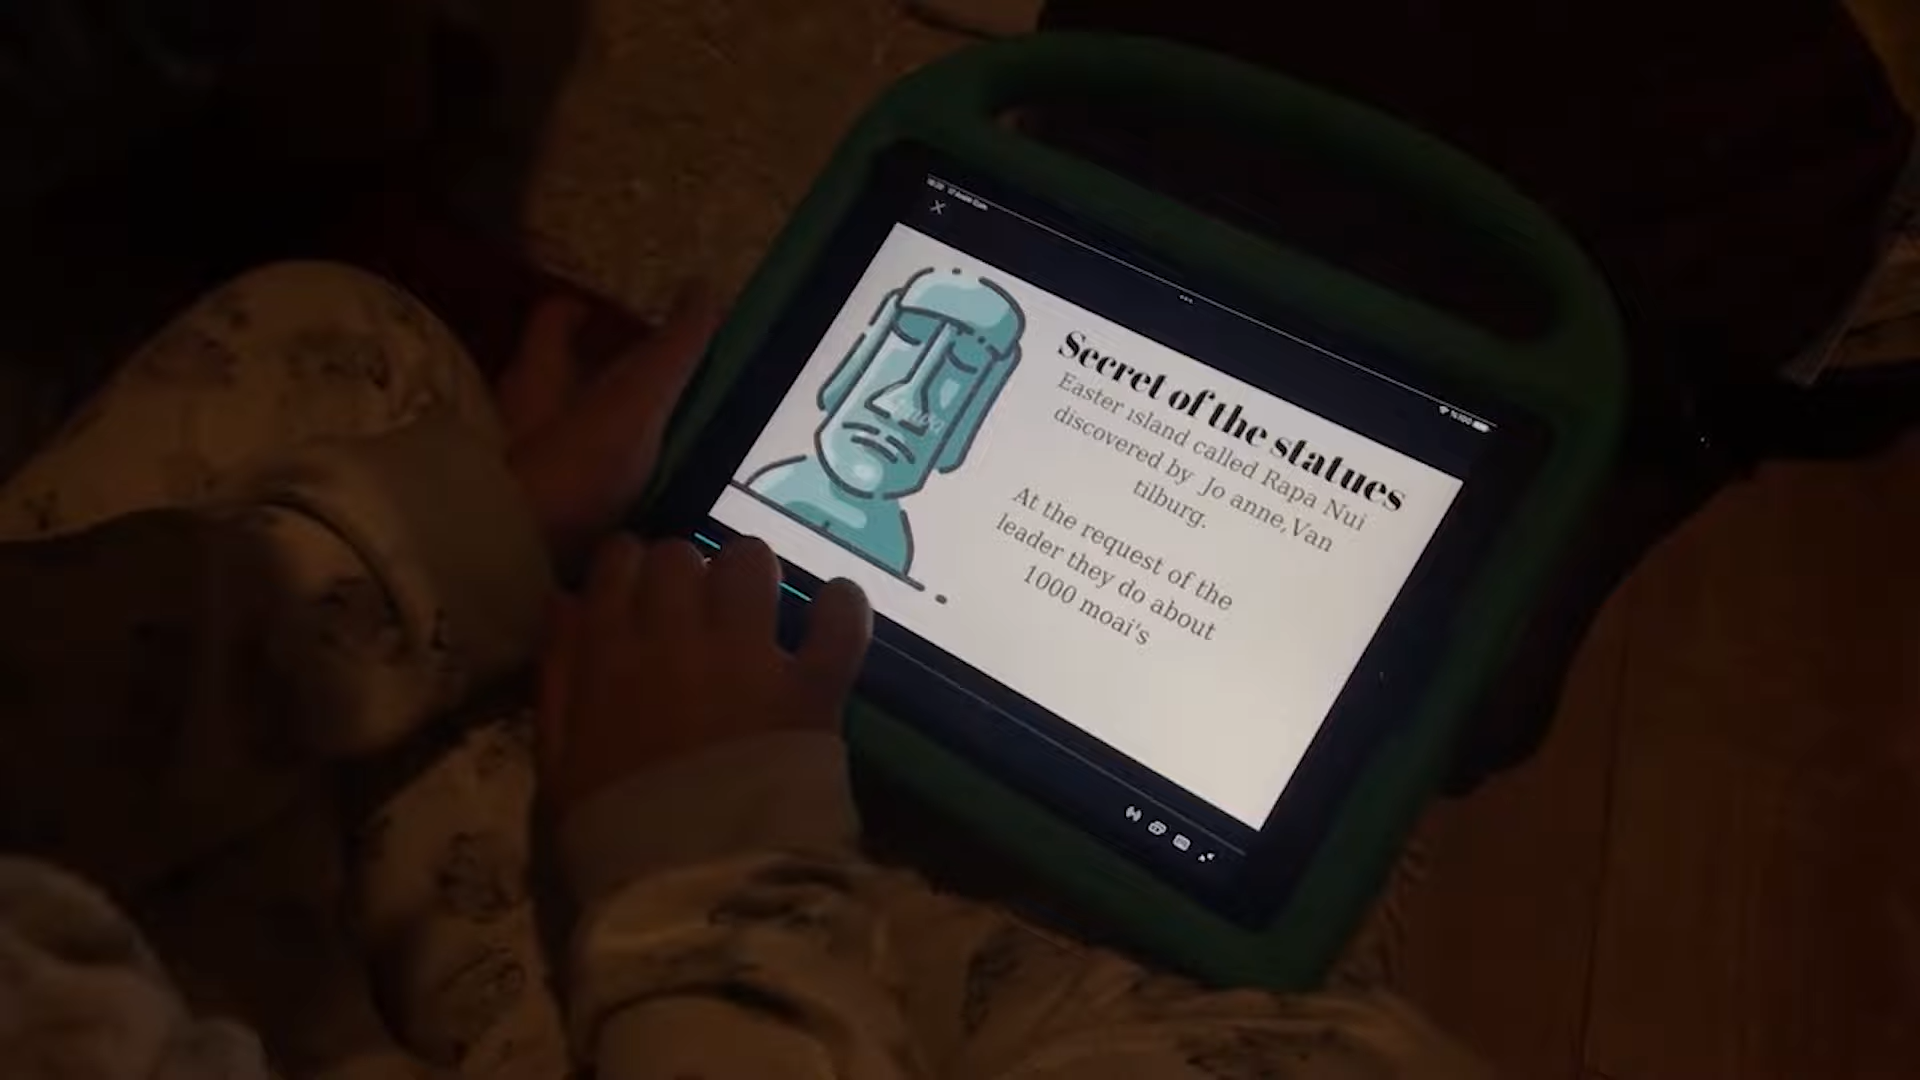 Secret of the statues
Easter ısland called Rapa Nui
discovered by Jo anne,Van
tilburg.
At the request of the
leader they do about
1000 moai's